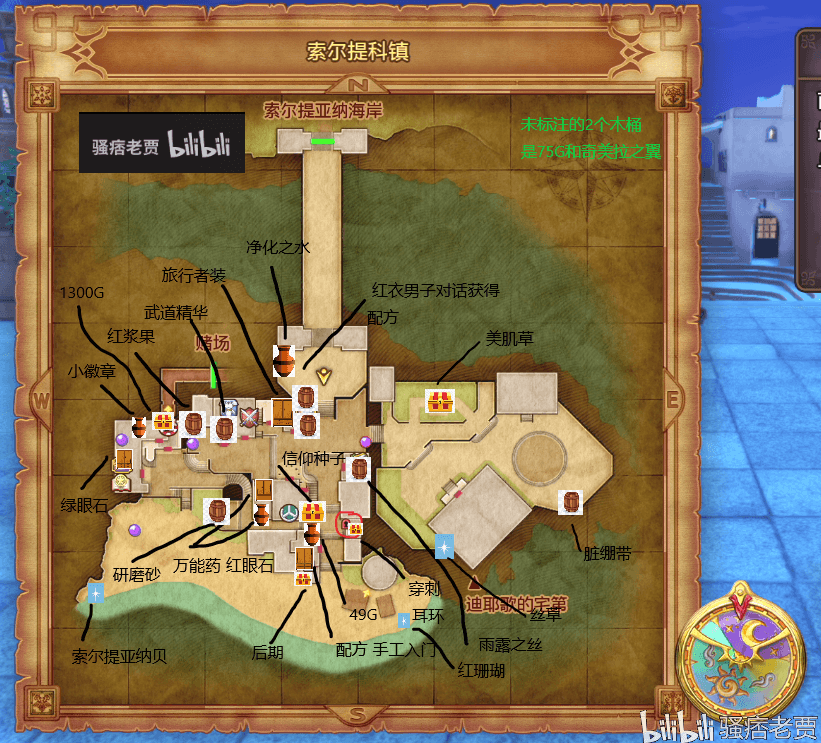 索尔提科镇
N
索尔提亚纳海岸
未标注的2个木桶
是75G和奇美拉之翼
骚痞老贾 bilibili
净化之水
旅行者装
红衣男子对话获得
配方
1300G
武道精华
红浆果
赌场
美肌草
小徽章
W
E
信仰种子
绿眼石
脏绷带
研磨砂
万能药 红眼石
穿刺
耳环
迪耶歌的宅第
49G
丝草
雨露之丝
索尔提亚纳贝
后期
配方 手工入门
红珊瑚
S
bilibili 骚痞老贾